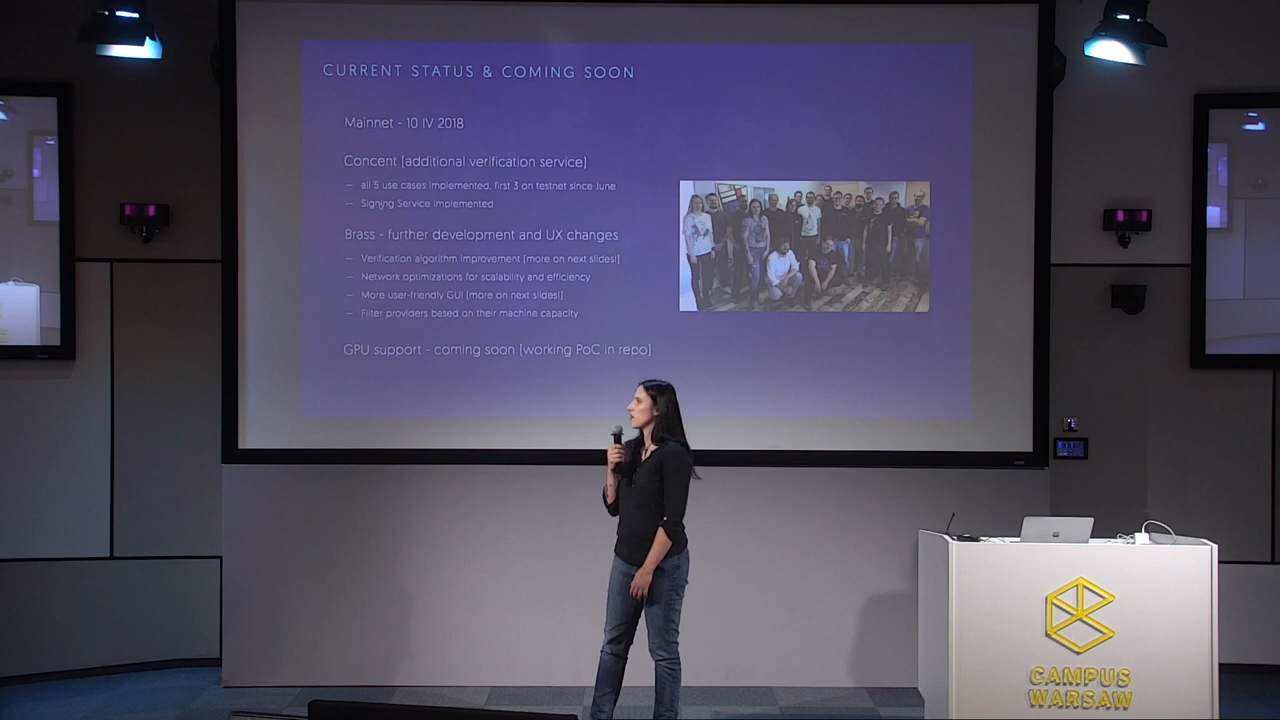 CURRENT STATUS & COMING SOON
Mainnet - 10 IV 2018
Concent [additional verification service]
— all 5 use cases implemented, first 3 on testnet since June
— Signing Service implemented
Brass - further development and UX changes
— Verification algorithm improvement [more on next slides!]
— Network optimizations for scalability and efficiency
— More user-friendly GUI [more on next slides!]
— Filter providers based on their machine capacity
GPU support - coming soon [working PoC in repo]
CAMPUS
WARSAW